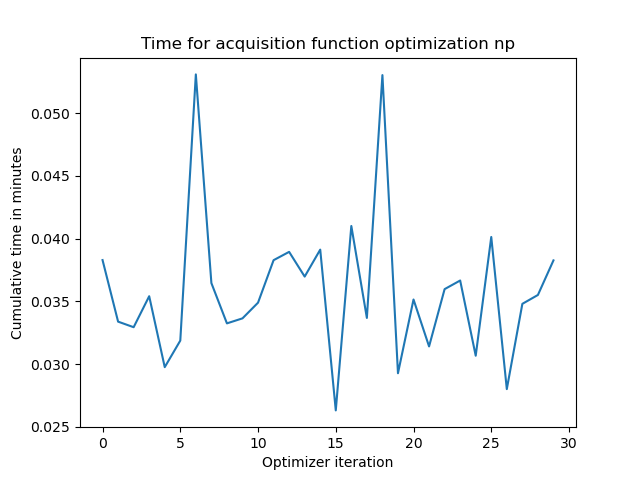 Time for acquisition function optimization np
Cumulative time in minutes
0.050
0.045
0.040
0.035
0.030
0.025
0 5 10 15 20 25 30
Optimizer iteration